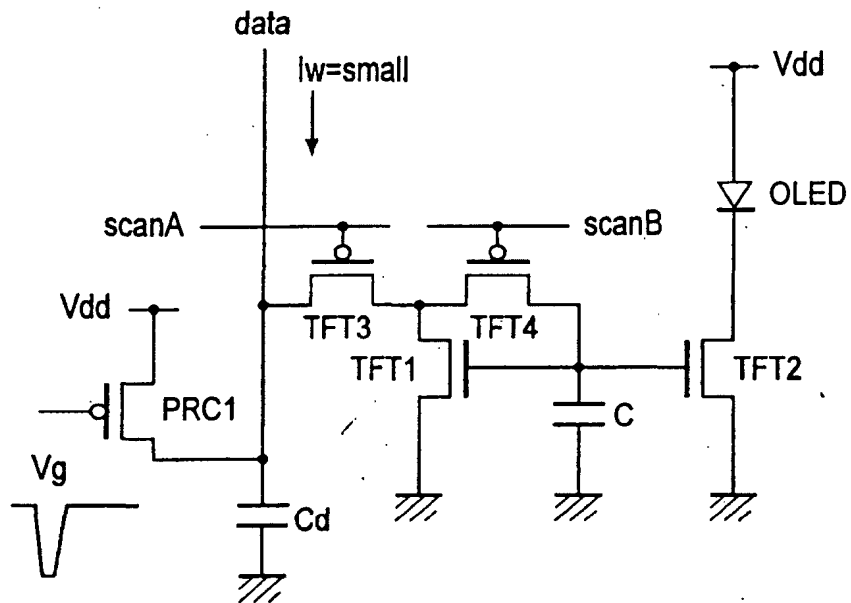 data
Iw=small
Vdd
OLED
scanA
scanB
Vdd
TFT3
TFT4
TFT1
TFT2
PRC1
C
Vg
Cd